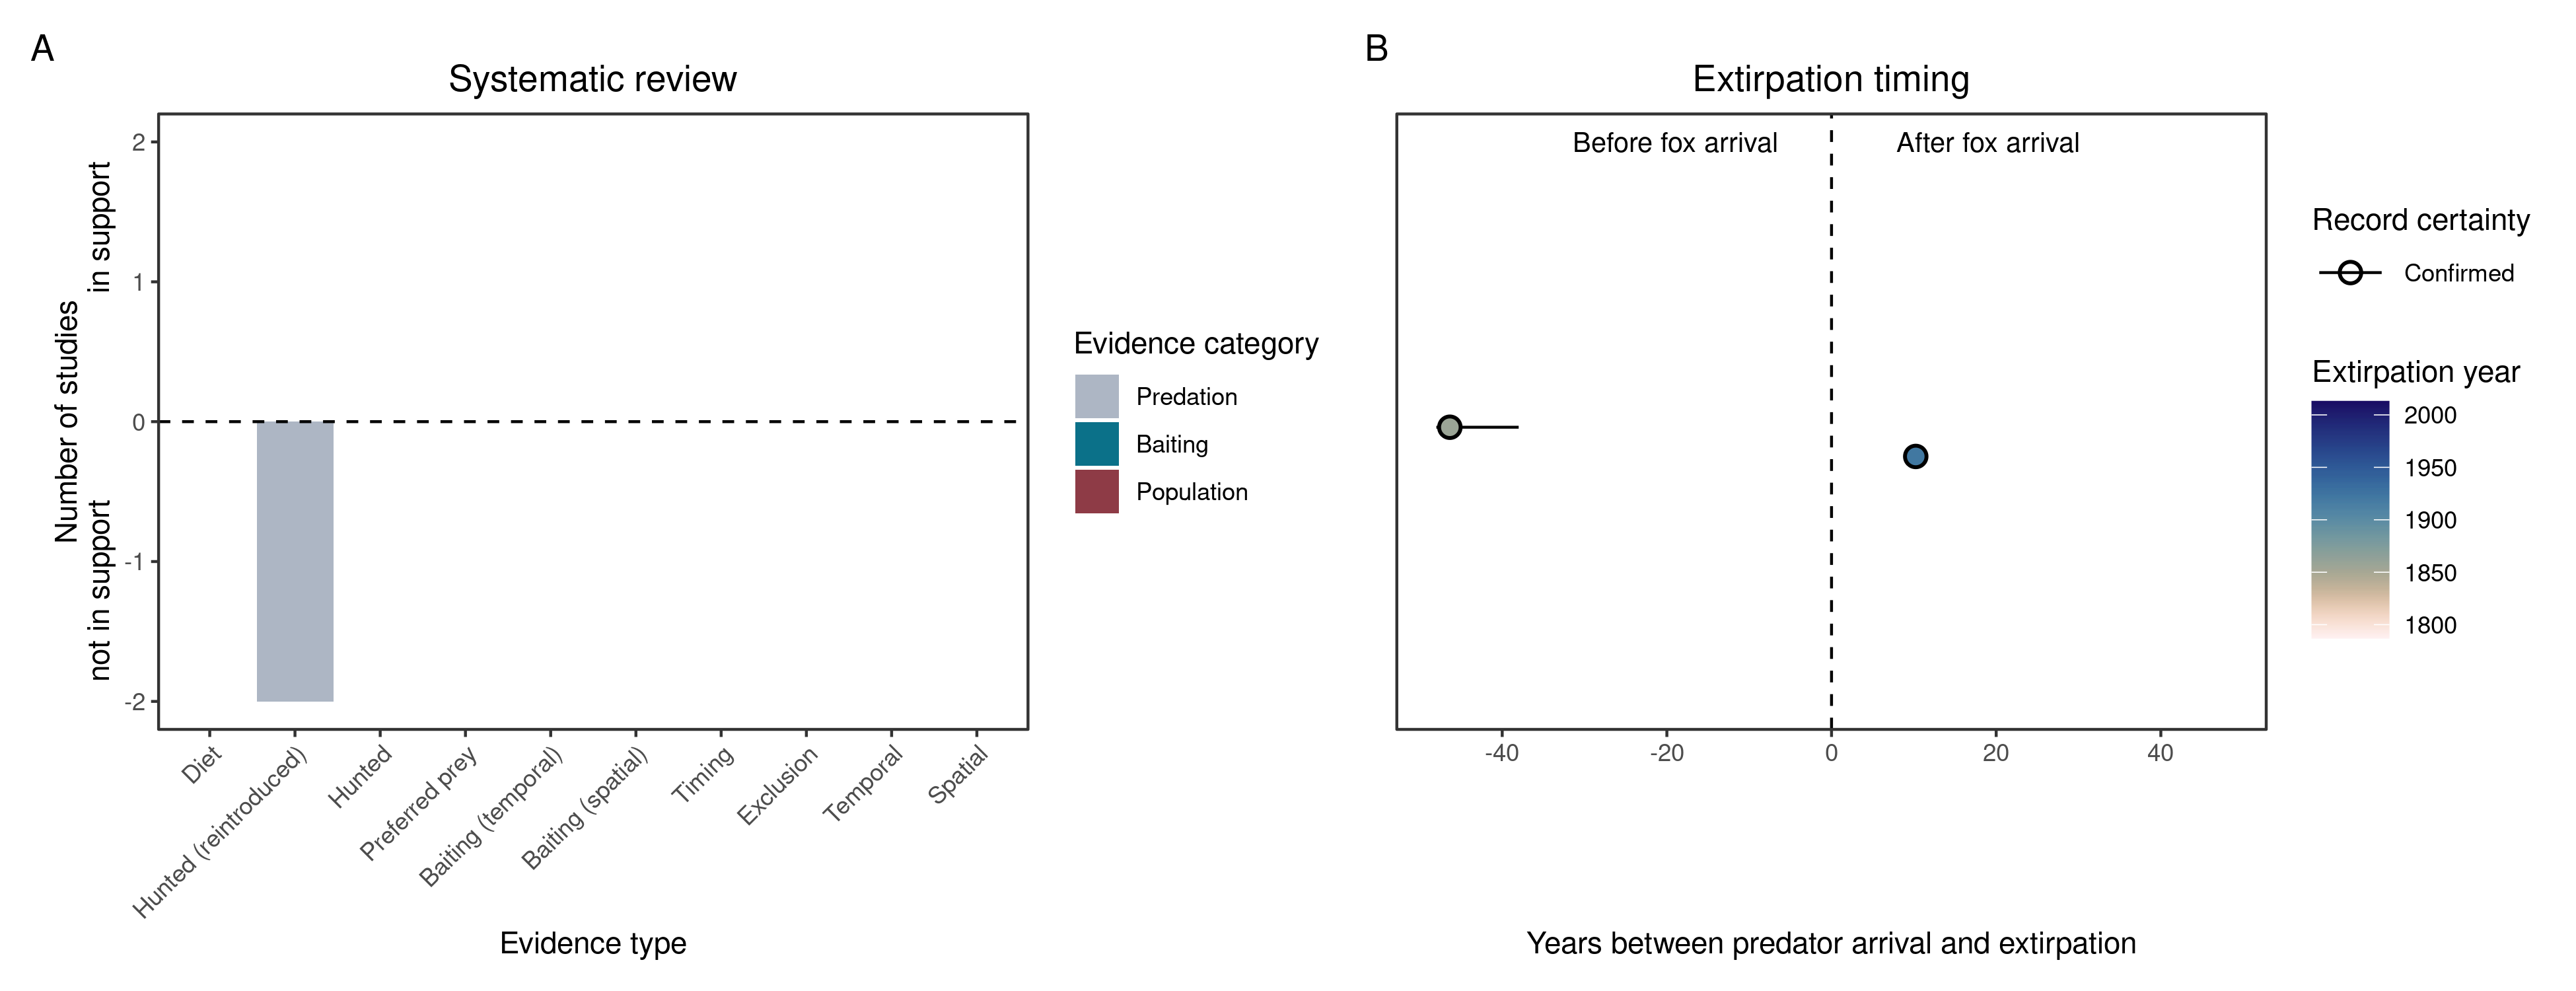 A
Systematic review
2
1
0
-1
-2
Number of studies
in support
not in support
Diet
Hunted (reintroduced)
Hunted
Preferred prey
Baiting (temporal)
Baiting (spatial)
Timing
Exclusion
Temporal
Spatial
Evidence type
Evidence category
Predation
Baiting
Population
B
Extirpation timing
Before fox arrival
After fox arrival
-40
-20
0
20
40
Years between predator arrival and extirpation
Record certainty
Confirmed
Extirpation year
2000
1950
1900
1850
1800